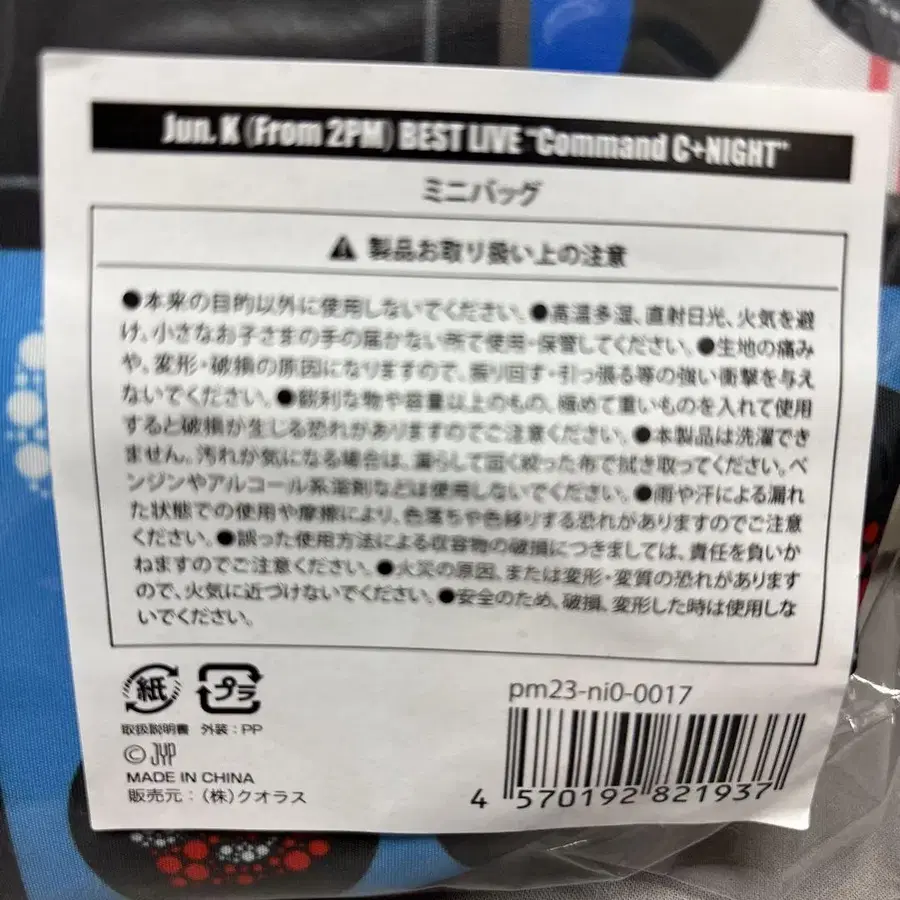 Jun. K (From 2PM) BEST LIVE "Command C+NIGHT"
ミニバッグ
製品お取り扱い上の注意
●本来の目的以外に使用しないでください。●高温多湿、直射日光、火気を避
け、小さなお子さまの手の届かない所で使用・保管してください。●生地の痛み
や、変形・破損の原因になりますので、振り回す・引っ張る等の強い衝撃を与え
ないでください。●鋭利な物や容量以上のもの、極めて重いものを入れて使用
すると破損が生じる恐れがありますのでご注意ください。●本製品は洗濯でき
ません。汚れが気になる場合は、濡らして固く絞った布で拭き取ってください。ベ
ンジンやアルコール系溶剤などは使用しないでください。●雨や汗による濡れ
た状態での使用や摩擦により、色落ちや色移りする恐れがありますのでご注意
ください。●誤った使用方法による収容物の破損につきましては、責任を負いか
ねますのでご注意ください。●火災の原因、または変形・変質の恐れがあります
ので、火気に近づけないでください。●安全のため、破損、変形した時は使用しな
いでください。
紙 プラ
取扱説明書 外装：PP
©JYP
MADE IN CHINA
販売元：（株）クオラス
pm23-ni0-0017
4 570192 821937